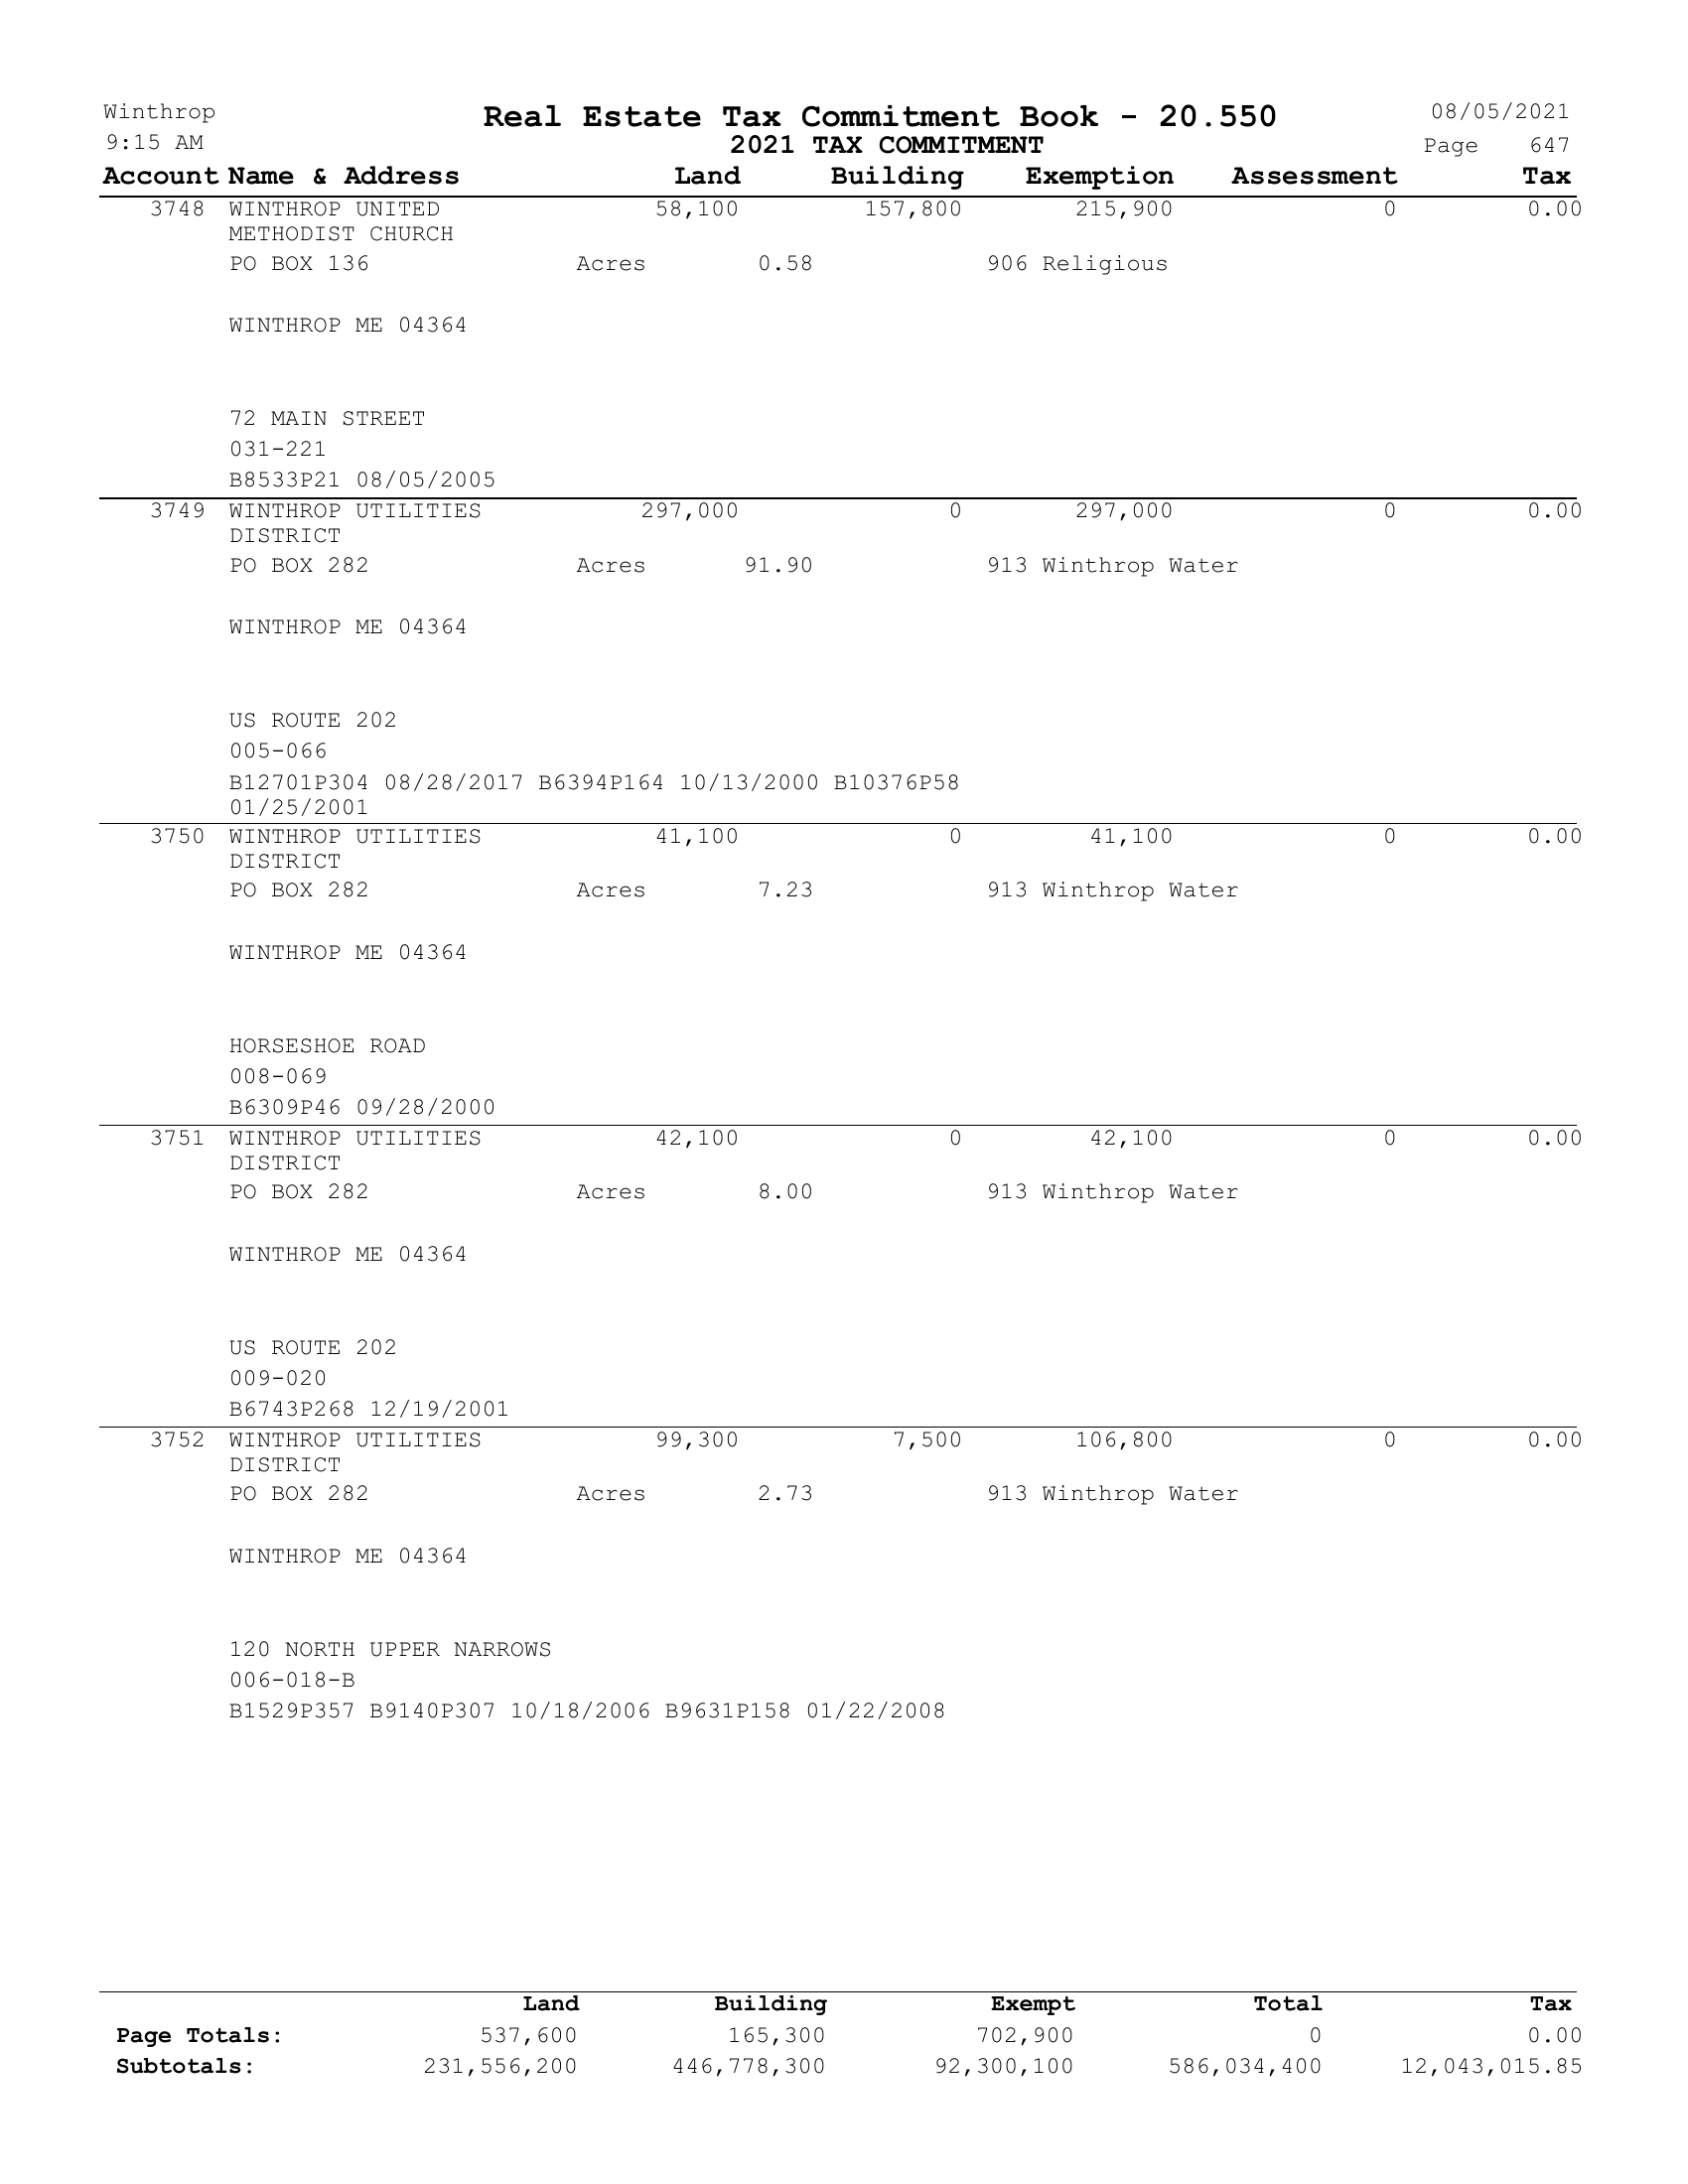 Winthrop Real Estate Tax Commitment Book - 20.550 08/05/2021
9:15 AM 2021 TAX COMMITMENT Page 647
Account Name & Address Land Building Exemption Assessment Tax
3748 WINTHROP UNITED 58,100 157,800 215,900 0 0.00
METHODIST CHURCH
PO BOX 136 Acres 0.58 906 Religious
WINTHROP ME 04364
72 MAIN STREET
031-221
B8533P21 08/05/2005
3749 WINTHROP UTILITIES 297,000 0 297,000 0 0.00
DISTRICT
PO BOX 282 Acres 91.90 913 Winthrop Water
WINTHROP ME 04364
US ROUTE 202
005-066
B12701P304 08/28/2017 B6394P164 10/13/2000 B10376P58
01/25/2001
3750 WINTHROP UTILITIES 41,100 0 41,100 0 0.00
DISTRICT
PO BOX 282 Acres 7.23 913 Winthrop Water
WINTHROP ME 04364
HORSESHOE ROAD
008-069
B6309P46 09/28/2000
3751 WINTHROP UTILITIES 42,100 0 42,100 0 0.00
DISTRICT
PO BOX 282 Acres 8.00 913 Winthrop Water
WINTHROP ME 04364
US ROUTE 202
009-020
B6743P268 12/19/2001
3752 WINTHROP UTILITIES 99,300 7,500 106,800 0 0.00
DISTRICT
PO BOX 282 Acres 2.73 913 Winthrop Water
WINTHROP ME 04364
120 NORTH UPPER NARROWS
006-018-B
B1529P357 B9140P307 10/18/2006 B9631P158 01/22/2008
Land Building Exempt Total Tax
Page Totals: 537,600 165,300 702,900 0 0.00
Subtotals: 231,556,200 446,778,300 92,300,100 586,034,400 12,043,015.85